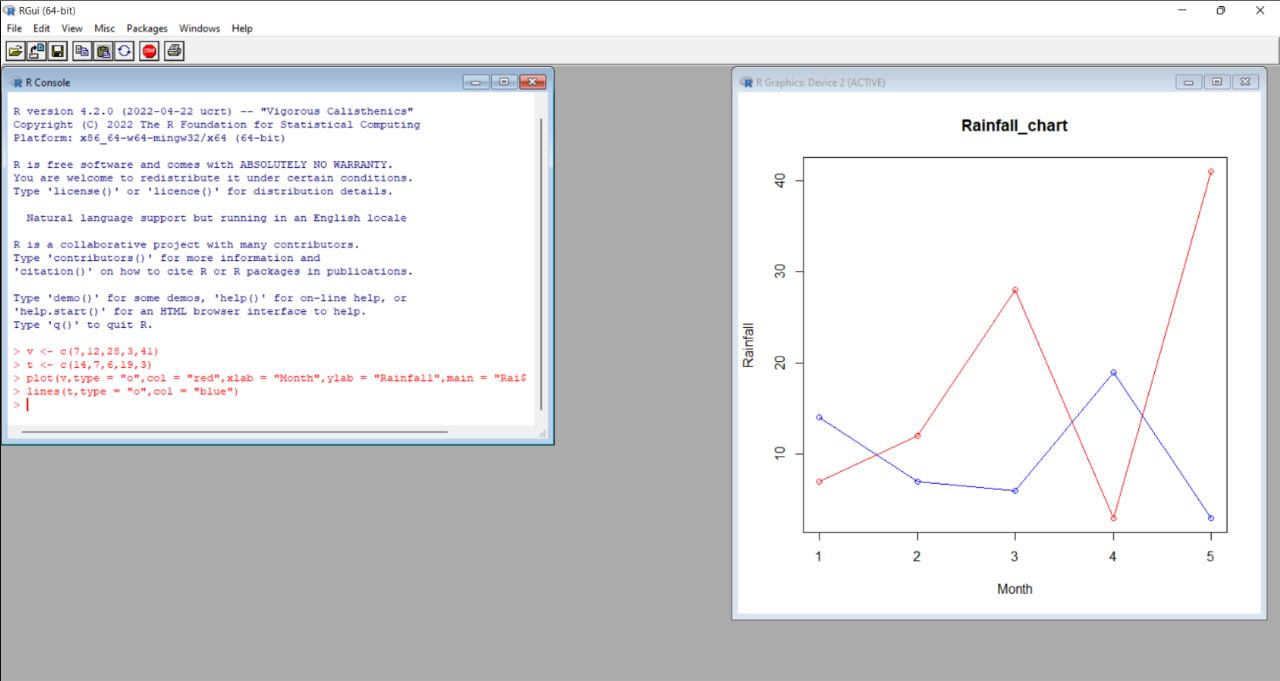 RGui (64-bit)
File Edit View Misc Packages Windows Help
R Console
R version 4.2.0 (2022-04-22 ucrt) -- "Vigorous Calisthenics"
Copyright (C) 2022 The R Foundation for Statistical Computing
Platform: x86_64-w64-mingw32/x64 (64-bit)
R is free software and comes with ABSOLUTELY NO WARRANTY.
You are welcome to redistribute it under certain conditions.
Type 'license()' or 'licence()' for distribution details.
Natural language support but running in an English locale
R is a collaborative project with many contributors.
Type 'contributors()' for more information and
'citation()' on how to cite R or R packages in publications.
Type 'demo()' for some demos, 'help()' for on-line help, or
'help.start()' for an HTML browser interface to help.
Type 'q()' to quit R.
> v <- c(7,12,28,3,41)
> t <- c(14,7,6,19,3)
> plot(v,type = "o",col = "red",xlab = "Month",ylab = "Rainfall",main = "Rai$
> lines(t,type = "o",col = "blue")
>
R Graphics: Device 2 (ACTIVE)
Rainfall_chart
Rainfall
40
30
20
10
1 2 3 4 5
Month